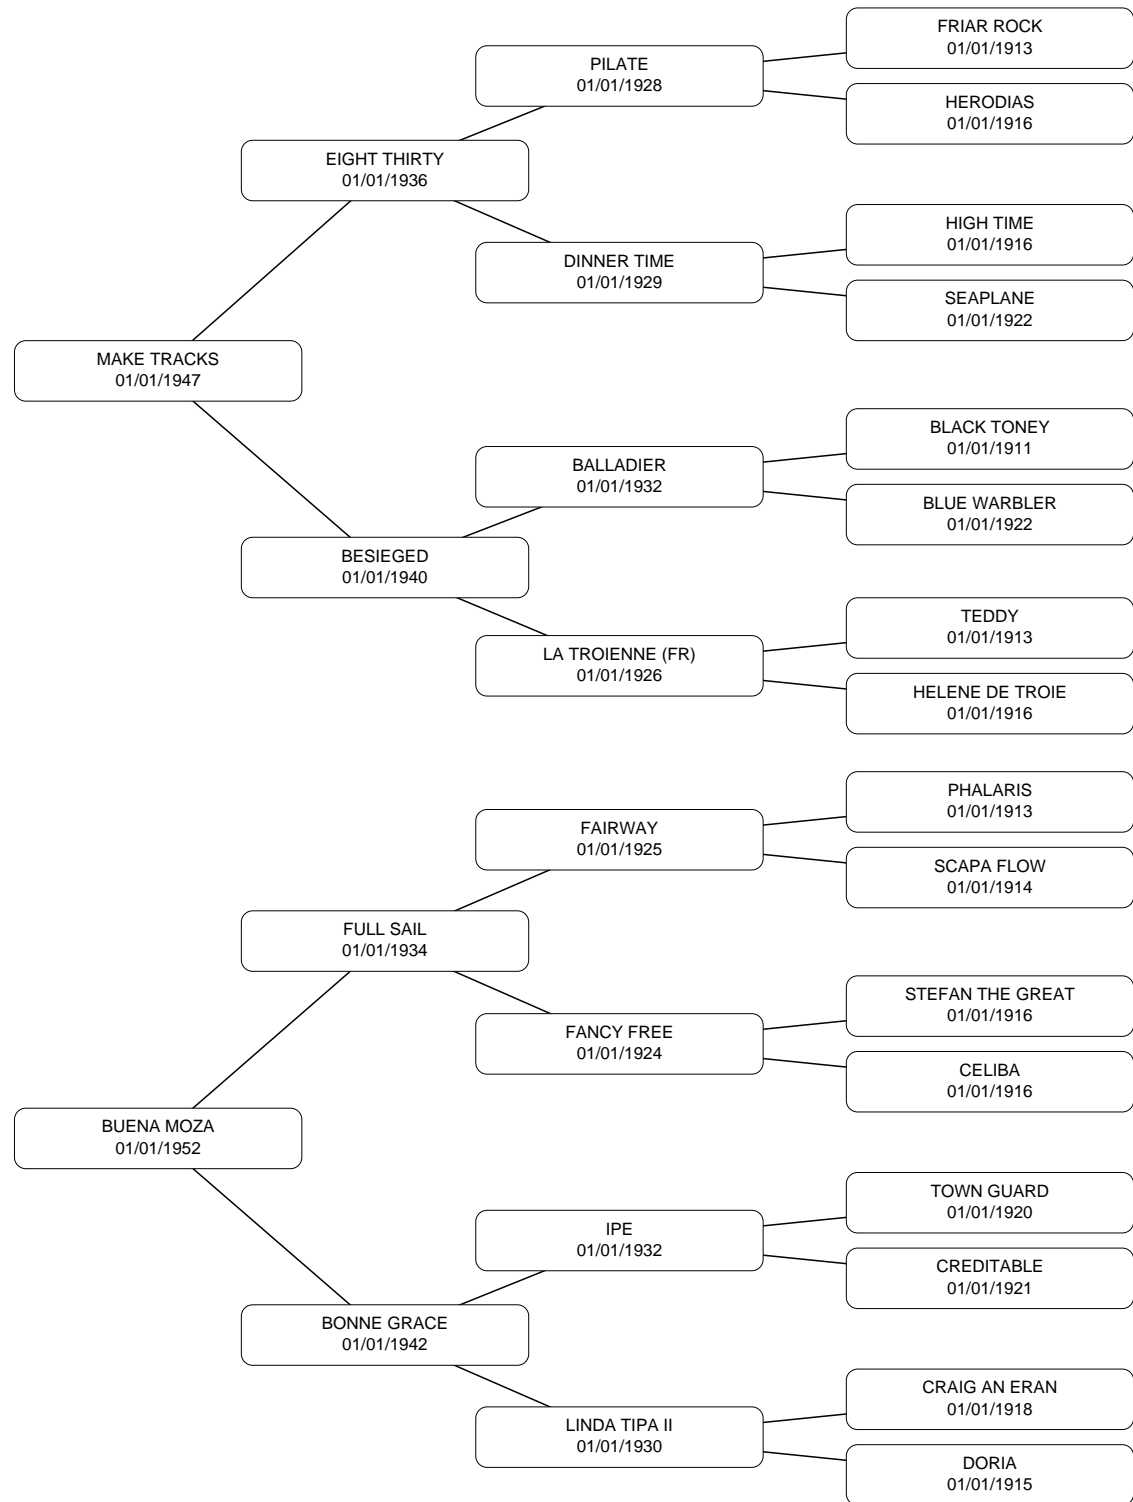 FRIAR ROCK
01/01/1913
PILATE
01/01/1928
HERODIAS
01/01/1916
EIGHT THIRTY
01/01/1936
HIGH TIME
01/01/1916
DINNER TIME
01/01/1929
SEAPLANE
01/01/1922
MAKE TRACKS
01/01/1947
BLACK TONEY
01/01/1911
BALLADIER
01/01/1932
BLUE WARBLER
01/01/1922
BESIEGED
01/01/1940
TEDDY
01/01/1913
LA TROIENNE (FR)
01/01/1926
HELENE DE TROIE
01/01/1916
PHALARIS
01/01/1913
FAIRWAY
01/01/1925
SCAPA FLOW
01/01/1914
FULL SAIL
01/01/1934
STEFAN THE GREAT
01/01/1916
FANCY FREE
01/01/1924
CELIBA
01/01/1916
BUENA MOZA
01/01/1952
TOWN GUARD
01/01/1920
IPE
01/01/1932
CREDITABLE
01/01/1921
BONNE GRACE
01/01/1942
CRAIG AN ERAN
01/01/1918
LINDA TIPA II
01/01/1930
DORIA
01/01/1915